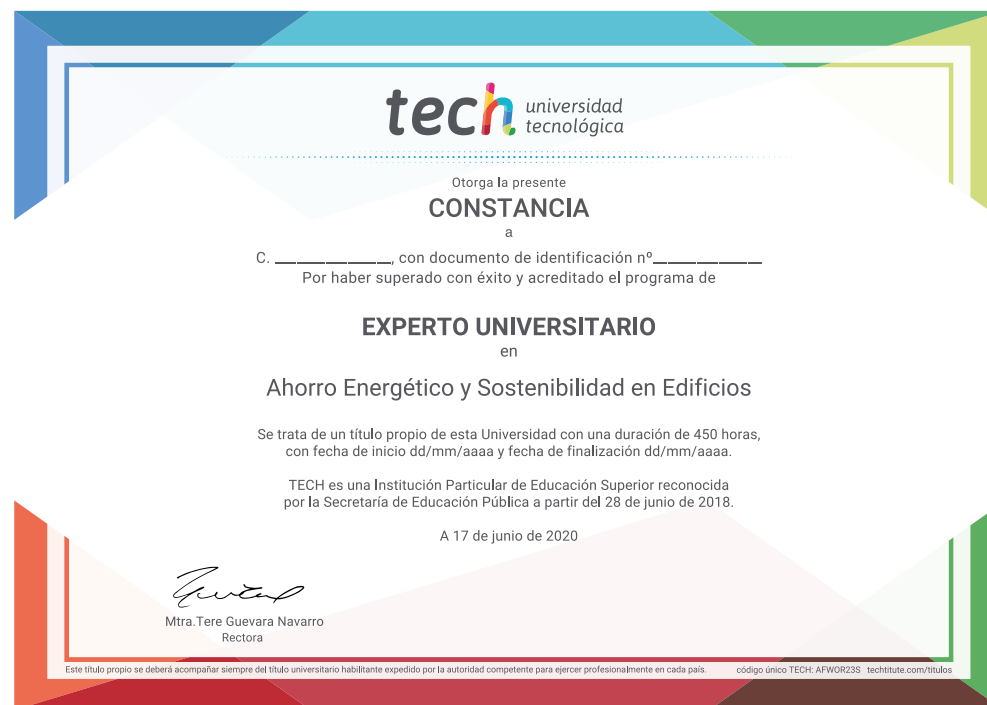 tech universidad
tecnológica
Otorga la presente
CONSTANCIA
a
C. ________________, con documento de identificación nº_______________
Por haber superado con éxito y acreditado el programa de
EXPERTO UNIVERSITARIO
en
Ahorro Energético y Sostenibilidad en Edificios
Se trata de un título propio de esta Universidad con una duración de 450 horas,
con fecha de inicio dd/mm/aaaa y fecha de finalización dd/mm/aaaa.
TECH es una Institución Particular de Educación Superior reconocida
por la Secretaría de Educación Pública a partir del 28 de junio de 2018.
A 17 de junio de 2020
Mtra.Tere Guevara Navarro
Rectora
Este título propio se deberá acompañar siempre del título universitario habilitante expedido por la autoridad competente para ejercer profesionalmente en cada país. código único TECH: AFWOR23S techtitute.com/titulos